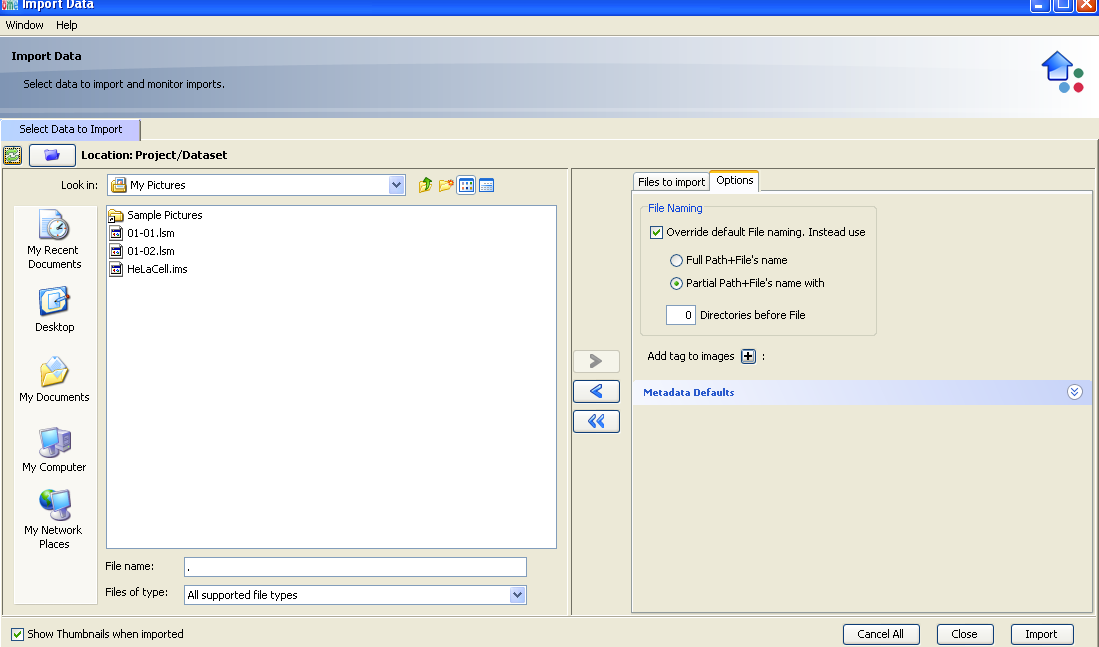 Import Data
Window Help
Import Data
Select data to import and monitor imports.
Select Data to Import
Location: Project/Dataset
Look in: My Pictures
My Recent
Documents
Desktop
My Documents
My Computer
My Network
Places
Sample Pictures
01-01.lsm
01-02.lsm
HeLaCell.ims
File name: .
Files of type: All supported file types
Files to import Options
File Naming
Override default File naming. Instead use
Full Path+File's name
Partial Path+File's name with
0 Directories before File
Add tag to images + :
Metadata Defaults
Show Thumbnails when imported
Cancel All Close Import